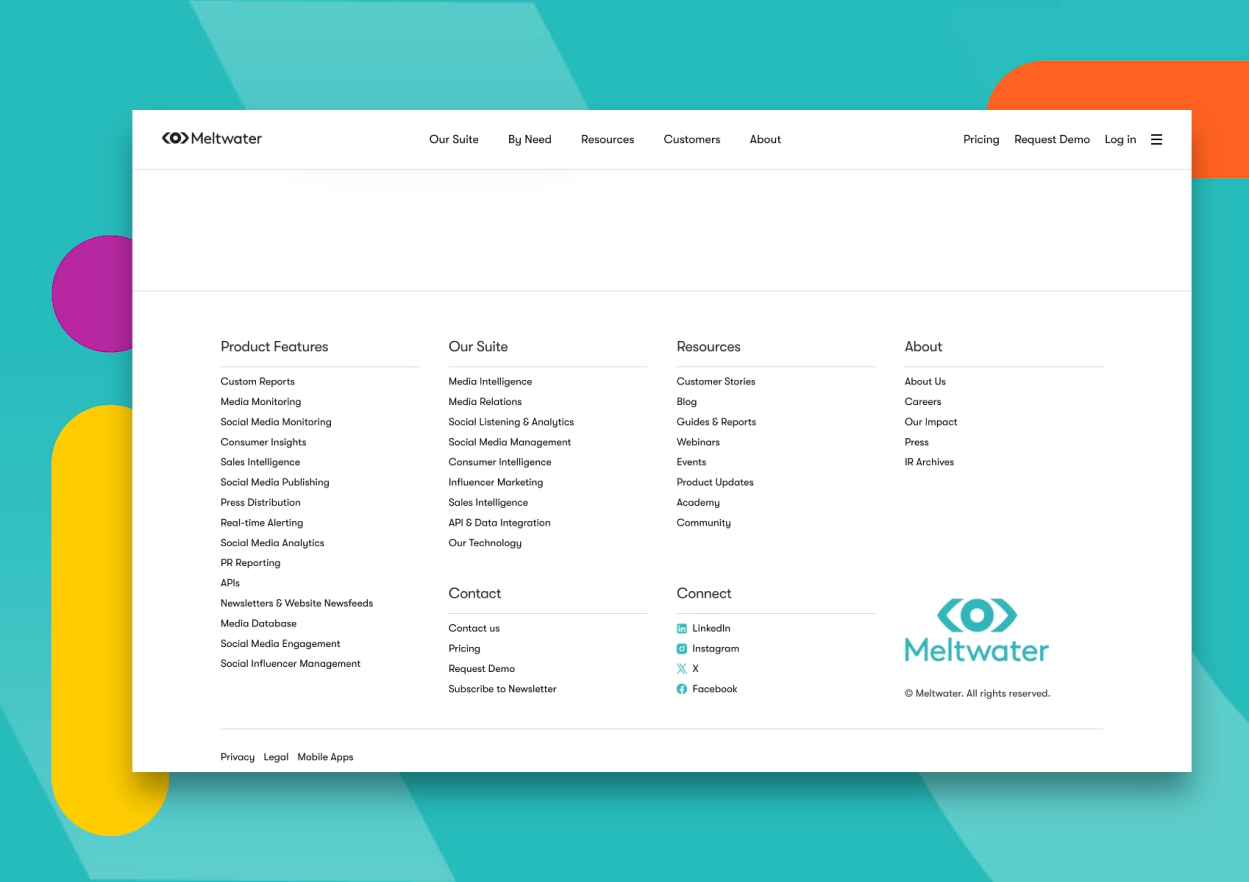 Meltwater
Our Suite By Need Resources Customers About
Pricing Request Demo Log in
Product Features
Custom Reports
Media Monitoring
Social Media Monitoring
Consumer Insights
Sales Intelligence
Social Media Publishing
Press Distribution
Real-time Alerting
Social Media Analytics
PR Reporting
APIs
Newsletters & Website Newsfeeds
Media Database
Social Media Engagement
Social Influencer Management
Our Suite
Media Intelligence
Media Relations
Social Listening & Analytics
Social Media Management
Consumer Intelligence
Influencer Marketing
Sales Intelligence
API & Data Integration
Our Technology
Contact
Contact us
Pricing
Request Demo
Subscribe to Newsletter
Resources
Customer Stories
Blog
Guides & Reports
Webinars
Events
Product Updates
Academy
Community
Connect
LinkedIn
Instagram
X
Facebook
About
About Us
Careers
Our Impact
Press
IR Archives
Meltwater
© Meltwater. All rights reserved.
Privacy Legal Mobile Apps